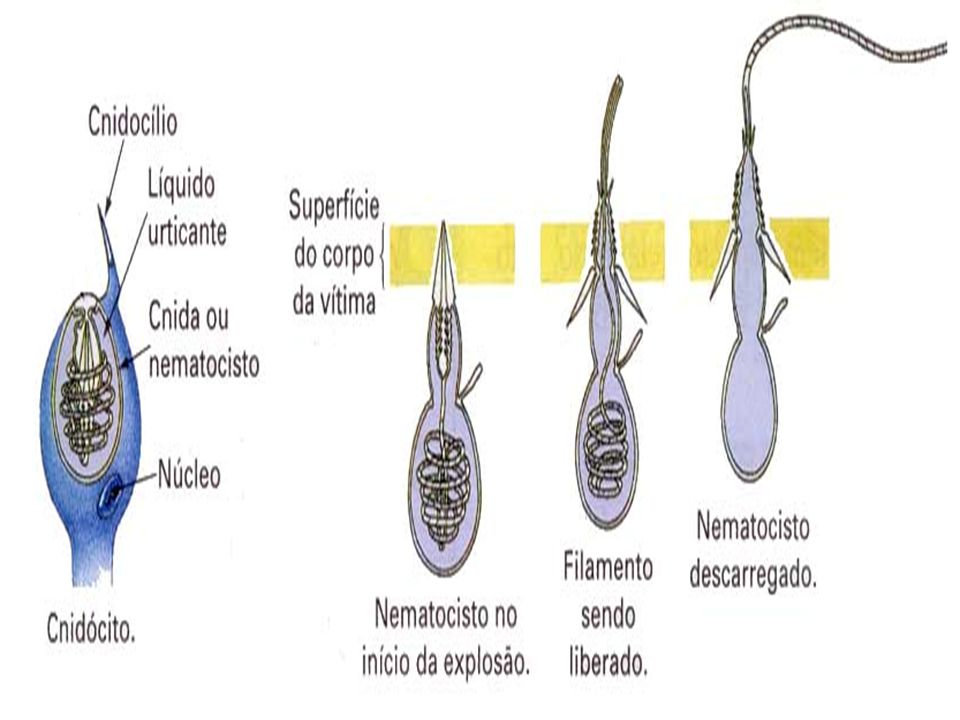 Cnidocílio
Líquido
urticante
Cnida ou
nematocisto
Núcleo
Cnidócito.
Superfície
do corpo
da vítima
Nematocisto no
início da explosão.
Filamento
sendo
liberado.
Nematocisto
descarregado.